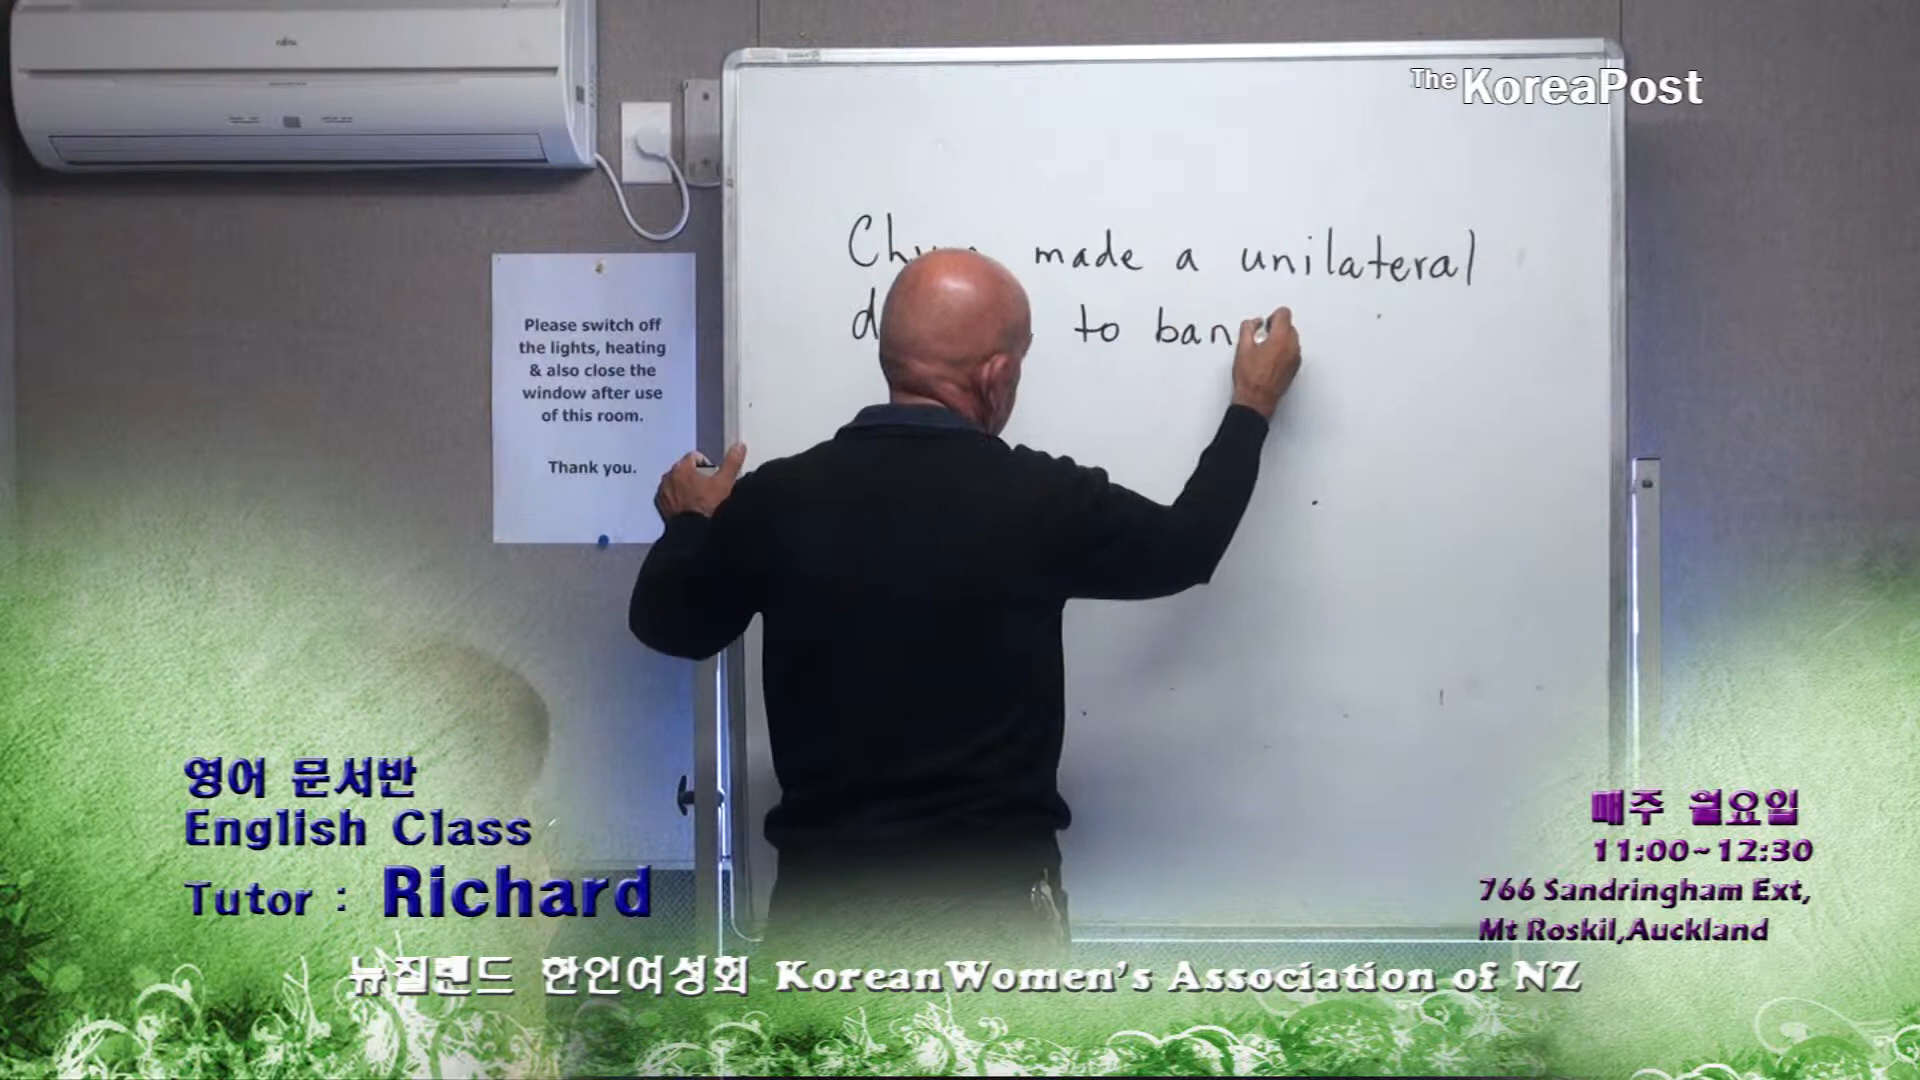 The KoreaPost
made a unilateral
to ban
Please switch off
the lights, heating
& also close the
window after use
of this room.
Thank you.
영어 문서반
English Class
Tutor : Richard
매주 월요일
11:00~12:30
766 Sandringham Ext,
Mt Roskil,Auckland
뉴질랜드 한인여성회 KoreanWomen's Association of NZ